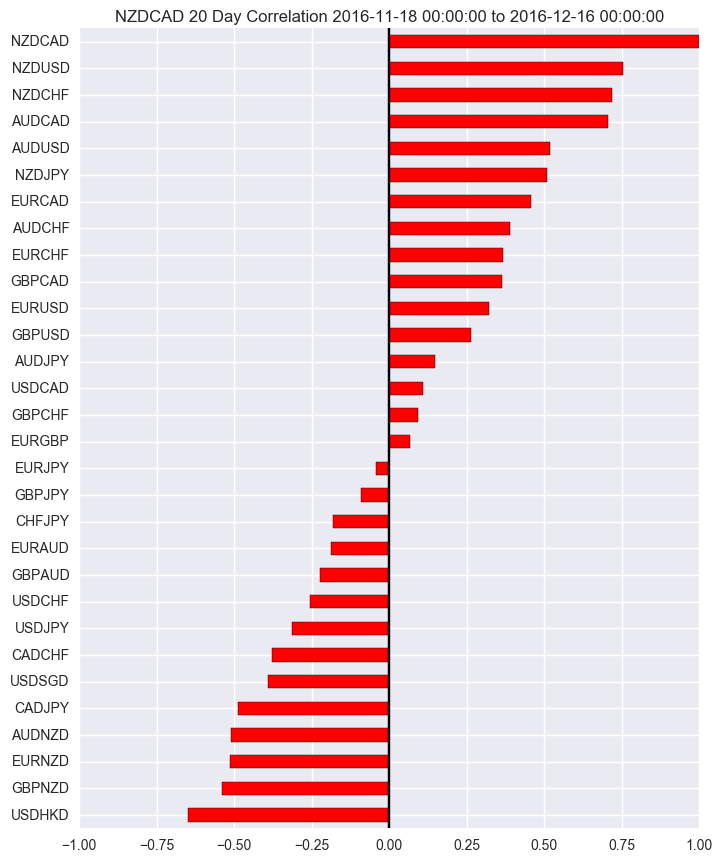 NZDCAD 20 Day Correlation 2016-11-18 00:00:00 to 2016-12-16 00:00:00
NZDCAD
NZDUSD
NZDCHF
AUDCAD
AUDUSD
NZDJPY
EURCAD
AUDCHF
EURCHF
GBPCAD
EURUSD
GBPUSD
AUDJPY
USDCAD
GBPCHF
EURGBP
EURJPY
GBPJPY
CHFJPY
EURAUD
GBPAUD
USDCHF
USDJPY
CADCHF
USDSGD
CADJPY
AUDNZD
EURNZD
GBPNZD
USDHKD
−1.00 −0.75 −0.50 −0.25 0.00 0.25 0.50 0.75 1.00